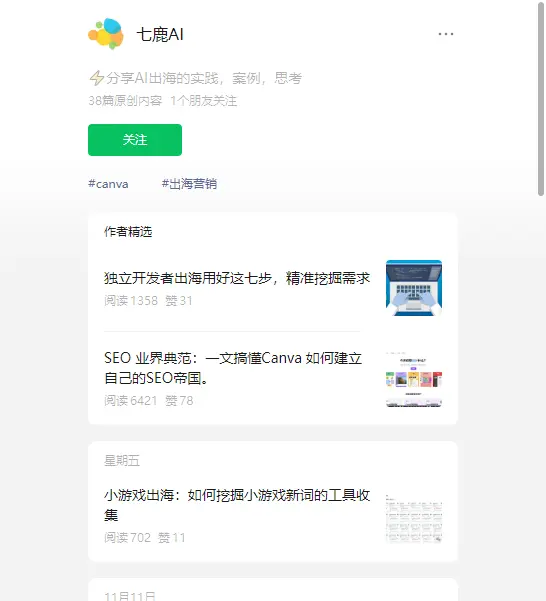 七鹿AI
⚡分享AI出海的实践，案例，思考
38篇原创内容 1个朋友关注
关注
#canva #出海营销
作者精选
独立开发者出海用好这七步，精准挖掘需求
阅读 1358 赞 31
SEO 业界典范：一文搞懂Canva 如何建立
自己的SEO帝国。
阅读 6421 赞 78
星期五
小游戏出海：如何挖掘小游戏新词的工具收
集
阅读 702 赞 11
11月11日